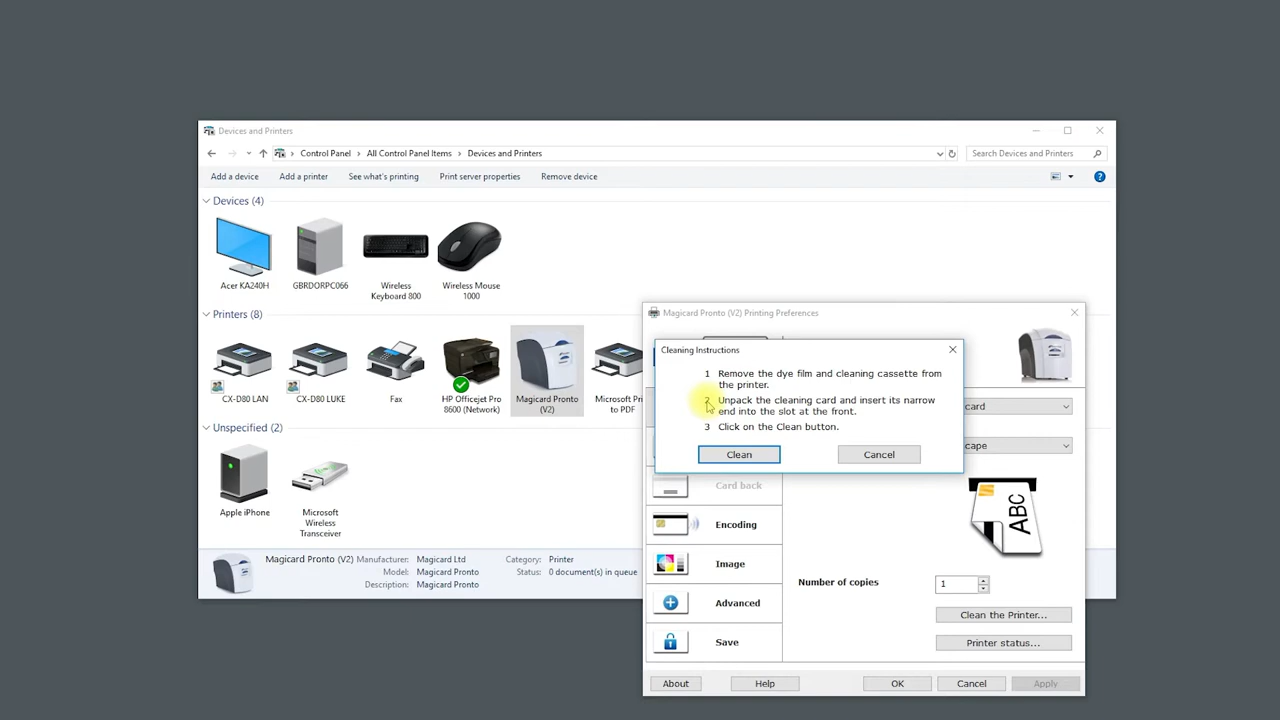 Devices and Printers
Control Panel > All Control Panel Items > Devices and Printers
Search Devices and Printers
Add a device Add a printer See what's printing Print server properties Remove device
Devices (4)
Acer KA240H
GBRDORPC066
Wireless
Keyboard 800
Wireless Mouse
1000
Printers (8)
CX-D80 LAN
CX-D80 LUKE
Fax
HP Officejet Pro
8600 (Network)
Magicard Pronto
(V2)
Microsoft Pri
to PDF
Unspecified (2)
Apple iPhone
Microsoft
Wireless
Transceiver
Magicard Pronto (V2) Manufacturer: Magicard Ltd Category: Printer
Model: Magicard Pronto Status: 0 document(s) in queue
Description: Magicard Pronto
Magicard Pronto (V2) Printing Preferences
Cleaning Instructions
1 Remove the dye film and cleaning cassette from
the printer.
2 Unpack the cleaning card and insert its narrow
end into the slot at the front.
3 Click on the Clean button.
Clean Cancel
card
cape
Card back
Encoding
Image
Advanced
Save
ABC
Number of copies 1
Clean the Printer...
Printer status...
About Help OK Cancel Apply